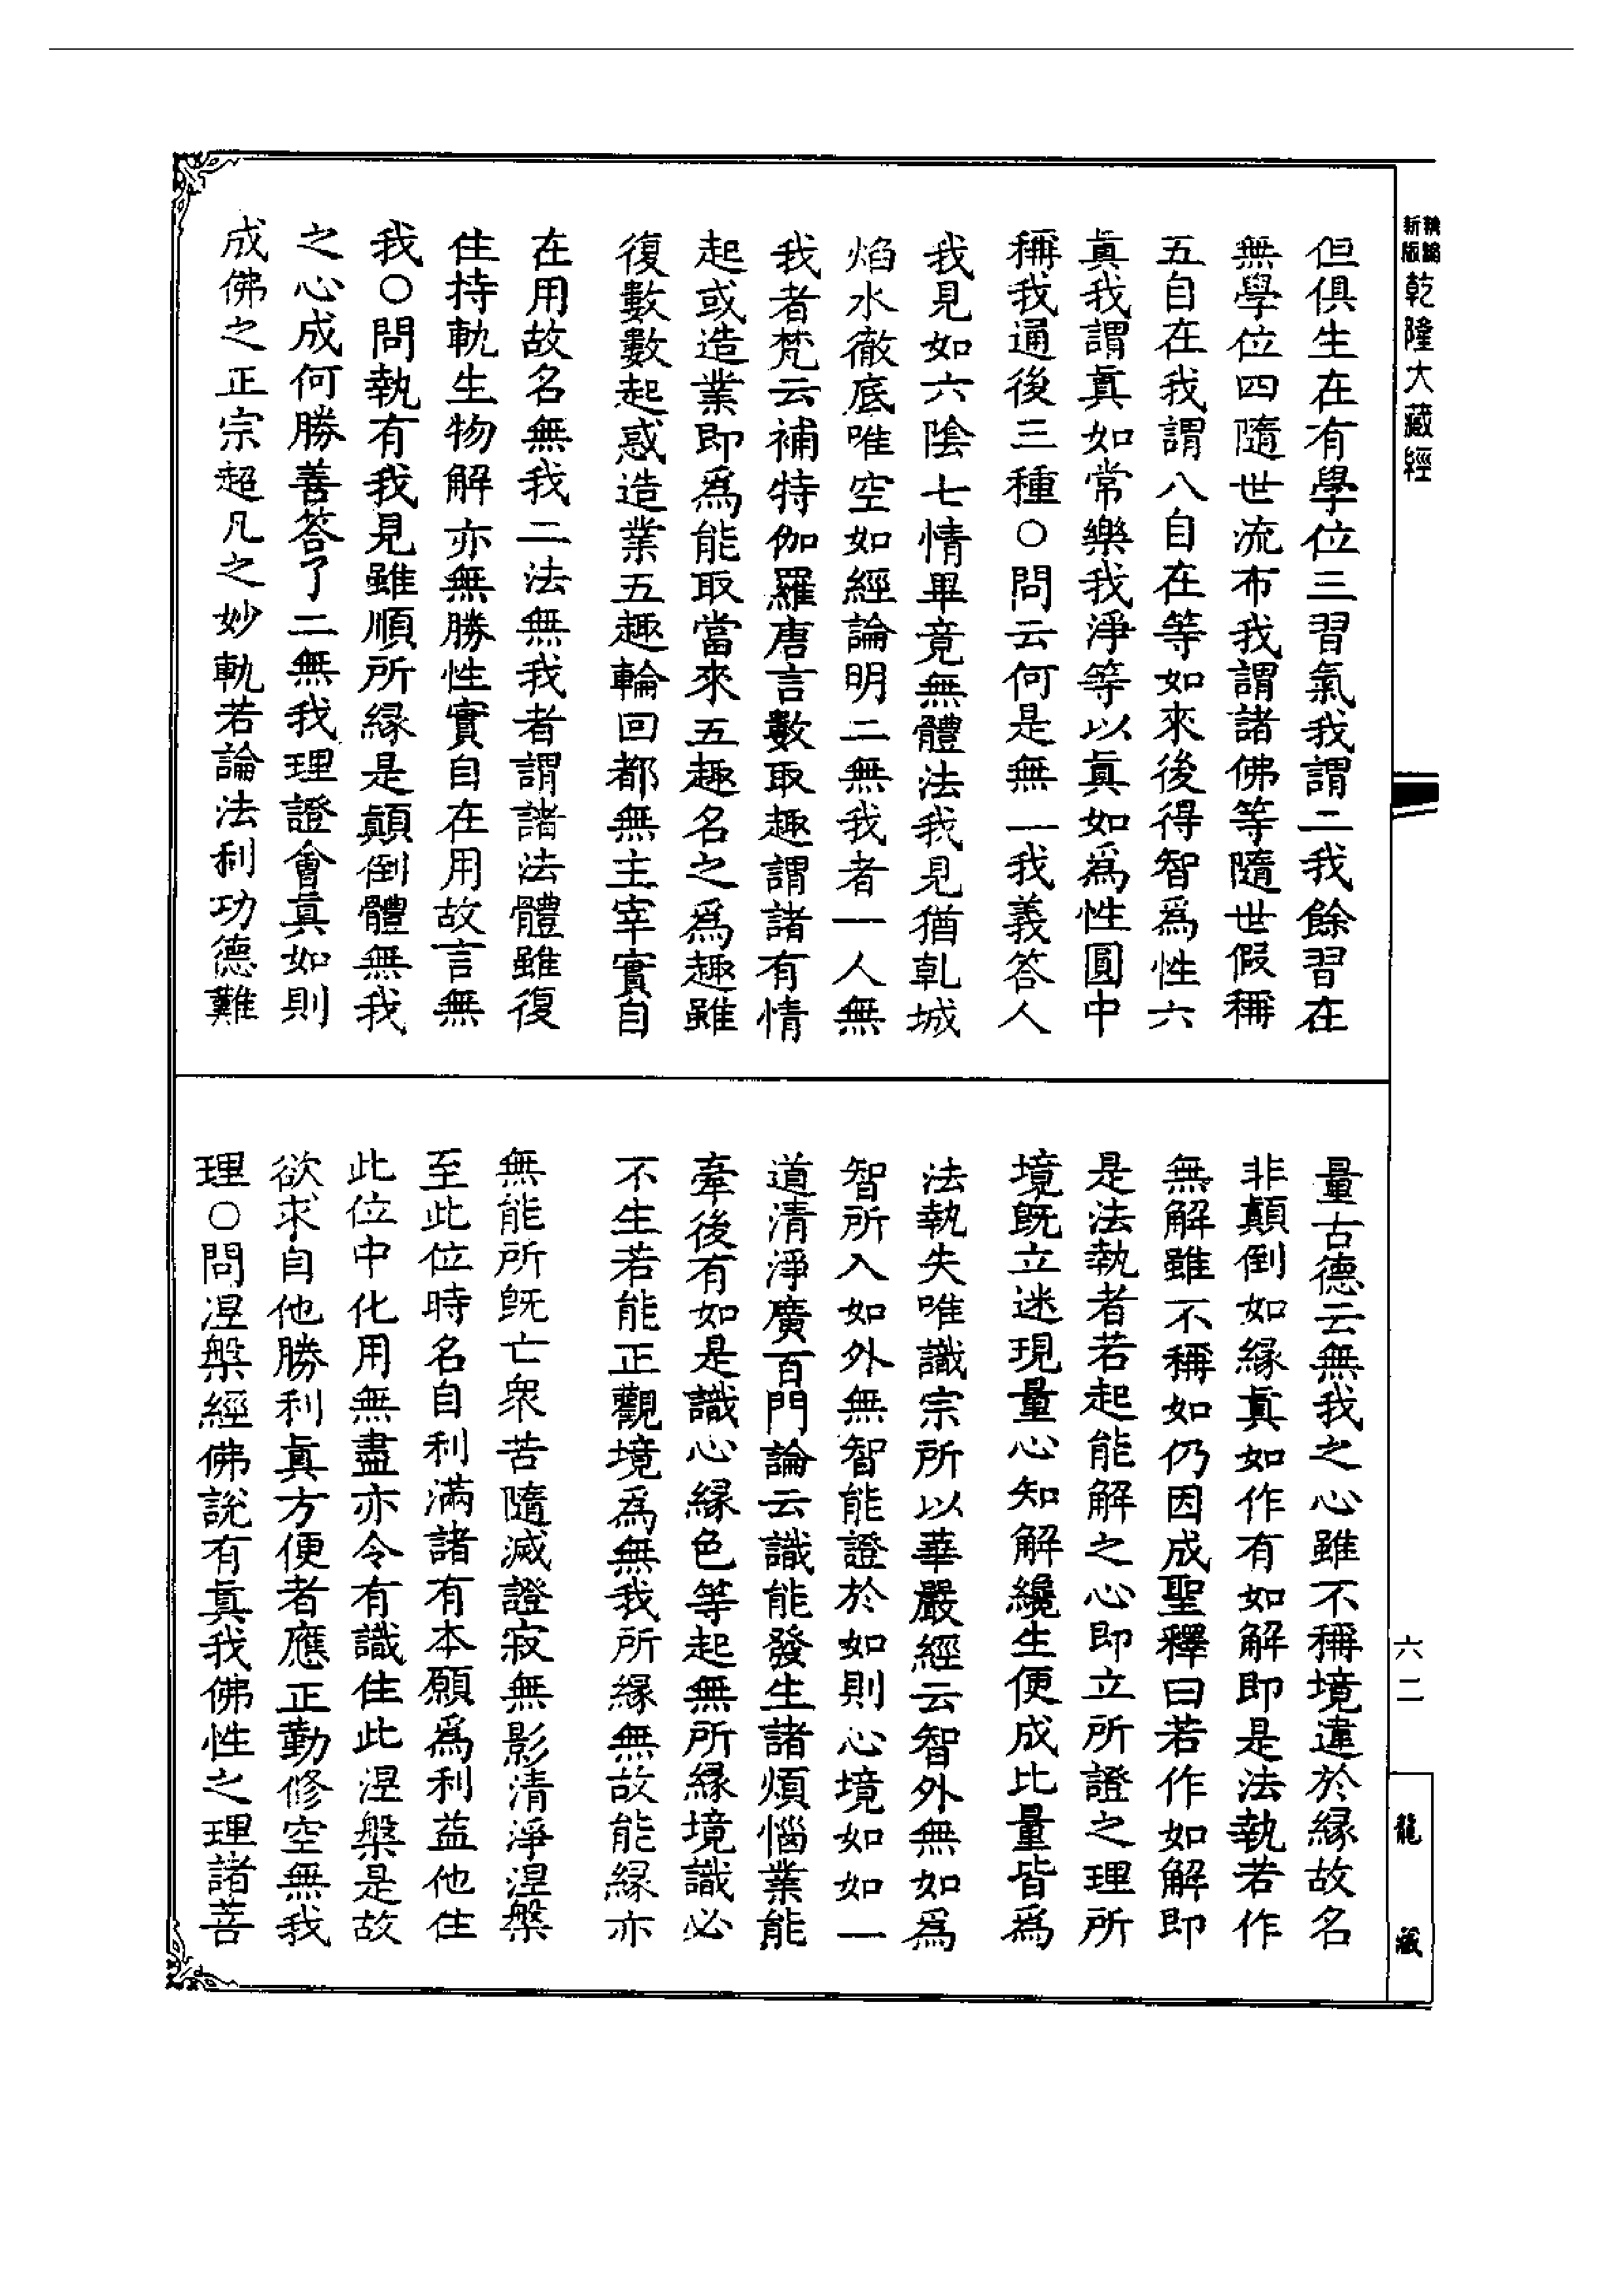 新編縮版 乾隆大藏經
但俱生在有學位三習氣我謂二我餘習在
無學位四隨世流布我謂諸佛等隨世假稱
五自在我謂八自在等如來後得智爲性六
眞我謂眞如常樂我淨等以眞如爲性圓中
稱我通後三種○問云何是無一我義答人
我見如六陰七情畢竟無體法我見猶乹城
焰水徹底唯空如經論明二無我者一人無
我者梵云補特伽羅唐言數取趣謂諸有情
起或造業即爲能取當來五趣名之爲趣雖
復數數起惑造業五趣輪回都無主宰實自
在用故名無我二法無我者謂諸法體雖復
住持軌生物解亦無勝性實自在用故言無
我○問執有我見雖順所縁是顚倒體無我
之心成何勝善答了二無我理證會眞如則
成佛之正宗超凡之妙軌若論法利功德難
量古德云無我之心雖不稱境違於縁故名
非顚倒如縁眞如作有如解即是法執若作
無解雖不稱如仍因成聖釋曰若作如解即
是法執者若起能解之心即立所證之理所
境旣立迷現量心知解纔生便成比量皆爲
法執失唯識宗所以華嚴經云智外無如爲
智所入如外無智能證於如則心境如如一
道清淨廣百門論云識能發生諸煩惱業能
牽後有如是識心縁色等起無所縁境識必
不生若能正觀境爲無我所縁無故能縁亦
無能所旣亡衆苦隨滅證寂無影清淨涅槃
至此位時名自利滿諸有本願爲利益他住
此位中化用無盡亦令有識住此涅槃是故
欲求自他勝利眞方便者應正勤修空無我
理○問涅槃經佛說有眞我佛性之理諸菩
六二
龍藏